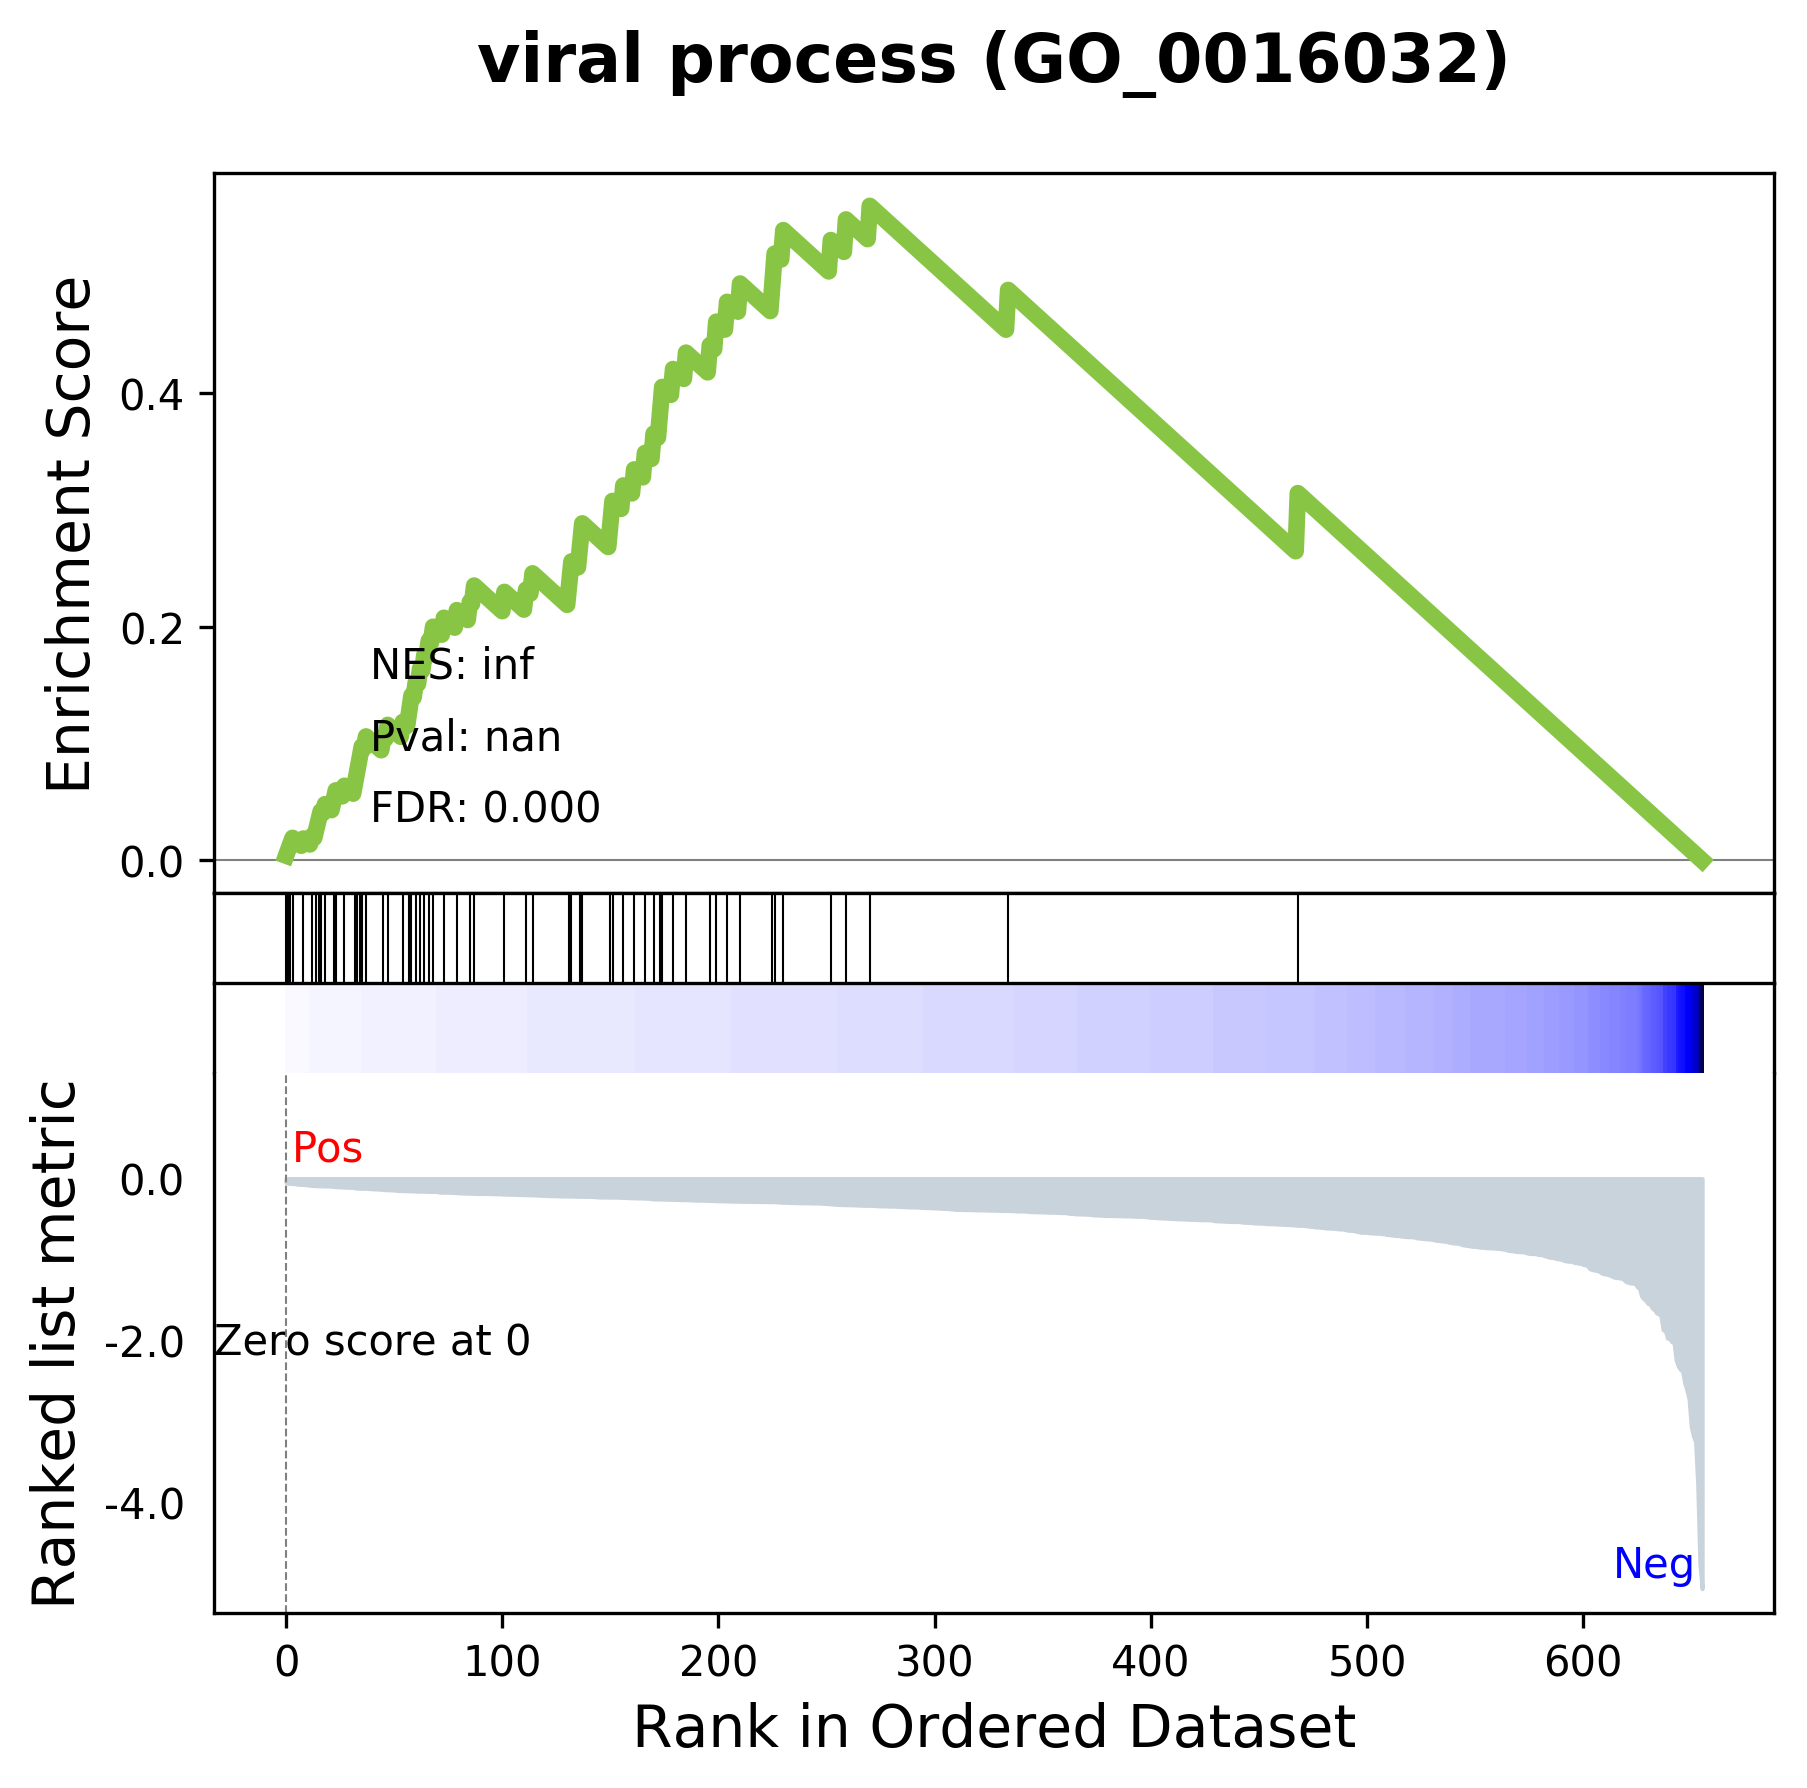 viral process (GO_0016032)
Enrichment Score
0.4
0.2
0.0
NES: inf
Pval: nan
FDR: 0.000
Ranked list metric
Pos
0.0
-2.0
Zero score at 0
-4.0
Neg
0 100 200 300 400 500 600
Rank in Ordered Dataset